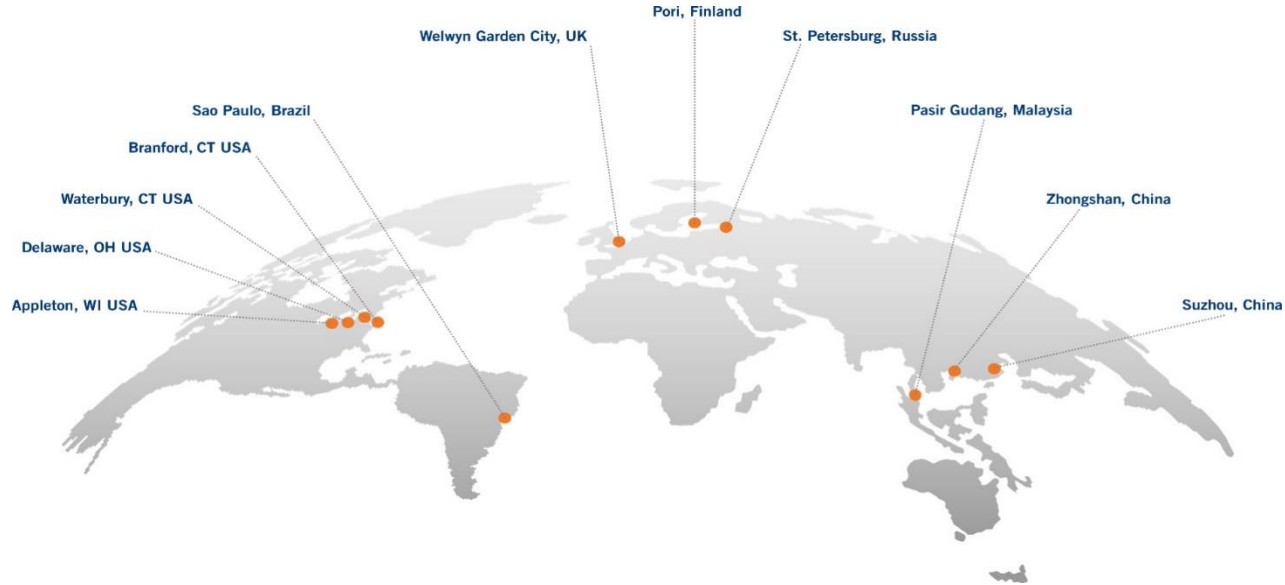 Pori, Finland
Welwyn Garden City, UK
St. Petersburg, Russia
Sao Paulo, Brazil
Pasir Gudang, Malaysia
Branford, CT USA
Waterbury, CT USA
Zhongshan, China
Delaware, OH USA
Appleton, WI USA
Suzhou, China